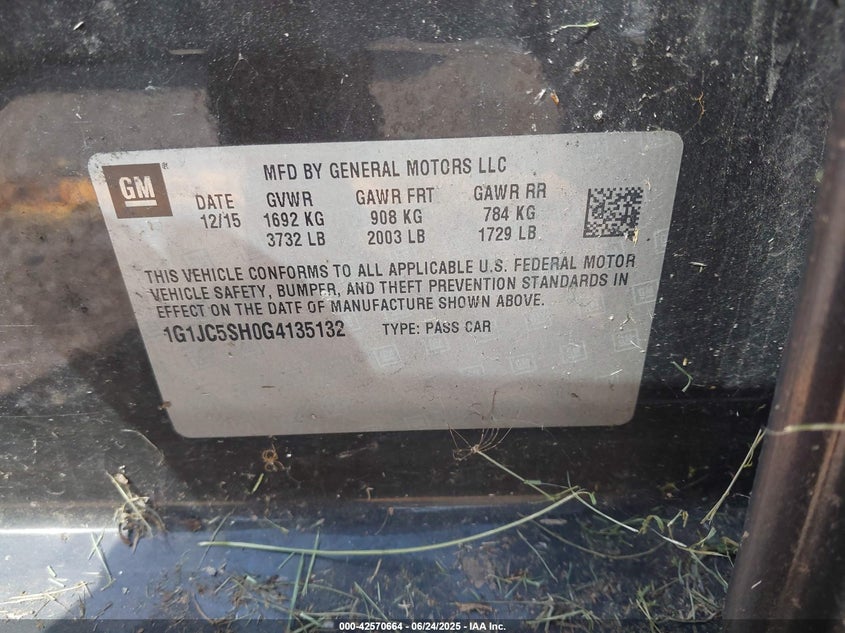 GM
MFD BY GENERAL MOTORS LLC
DATE GVWR GAWR FRT GAWR RR
12/15 1692 KG 908 KG 784 KG
3732 LB 2003 LB 1729 LB
THIS VEHICLE CONFORMS TO ALL APPLICABLE U.S. FEDERAL MOTOR
VEHICLE SAFETY, BUMPER, AND THEFT PREVENTION STANDARDS IN
EFFECT ON THE DATE OF MANUFACTURE SHOWN ABOVE.
1G1JC5SH0G4135132 TYPE: PASS CAR
000-42570664 - 06/24/2025 - IAA Inc.